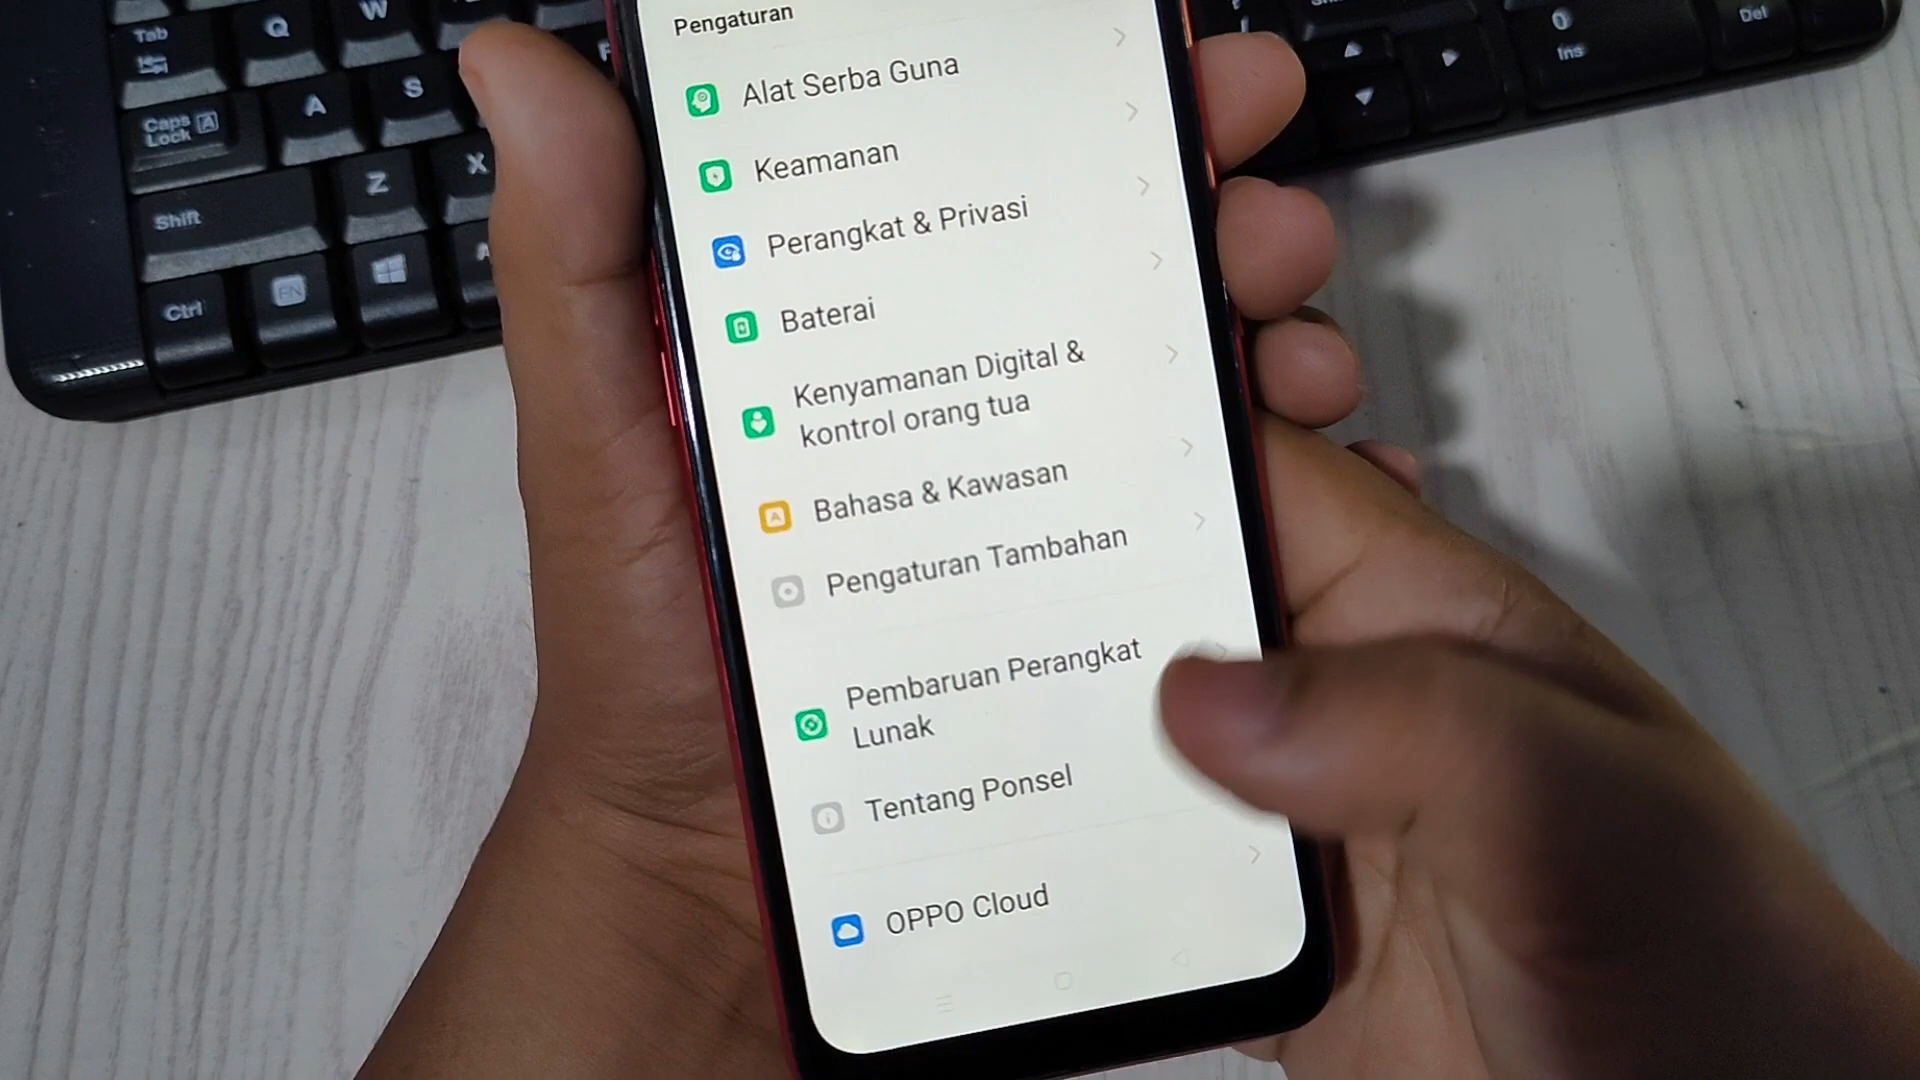 Tab
Q
W
Caps Lock A
A
S
Shift
Z
X
Ctrl
FN
0
Ins
Del
Pengaturan
Alat Serba Guna
Keamanan
Perangkat & Privasi
Baterai
Kenyamanan Digital &
kontrol orang tua
Bahasa & Kawasan
Pengaturan Tambahan
Pembaruan Perangkat
Lunak
Tentang Ponsel
OPPO Cloud